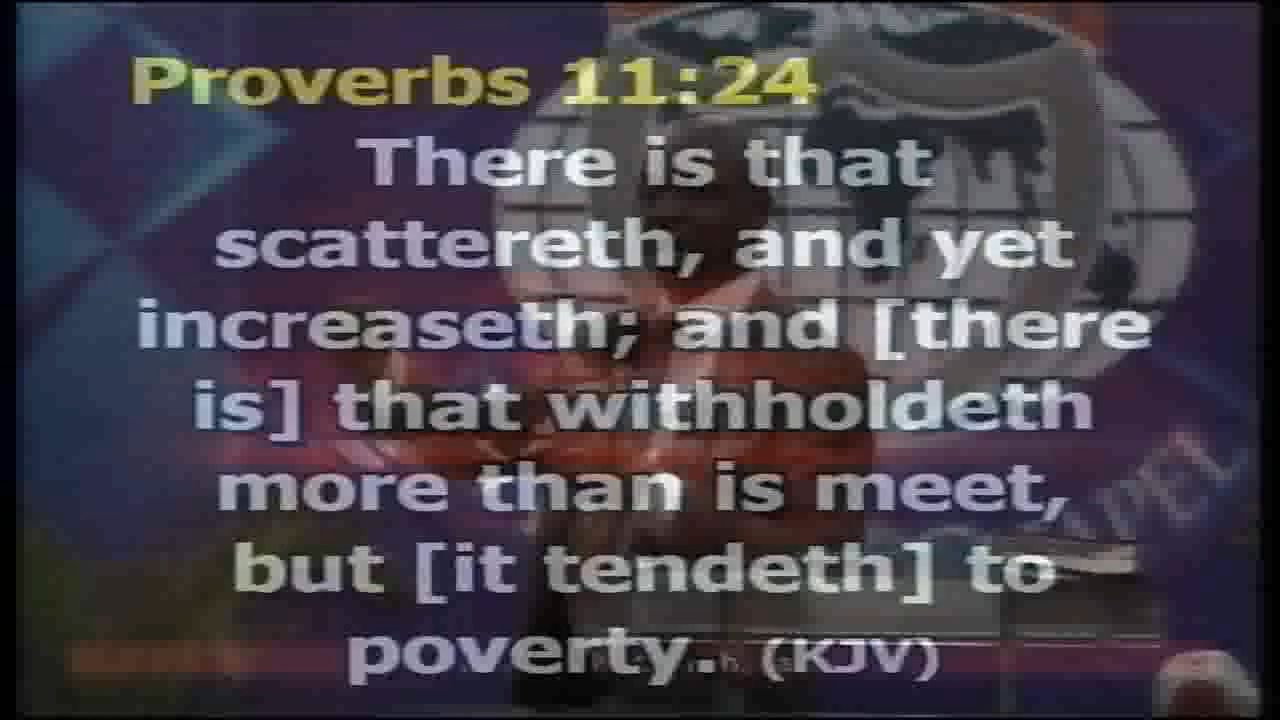 Proverbs 11:24
There is that
scattereth, and yet
increaseth; and [there
is] that withholdeth
more than is meet,
but [it tendeth] to
poverty. (KJV)